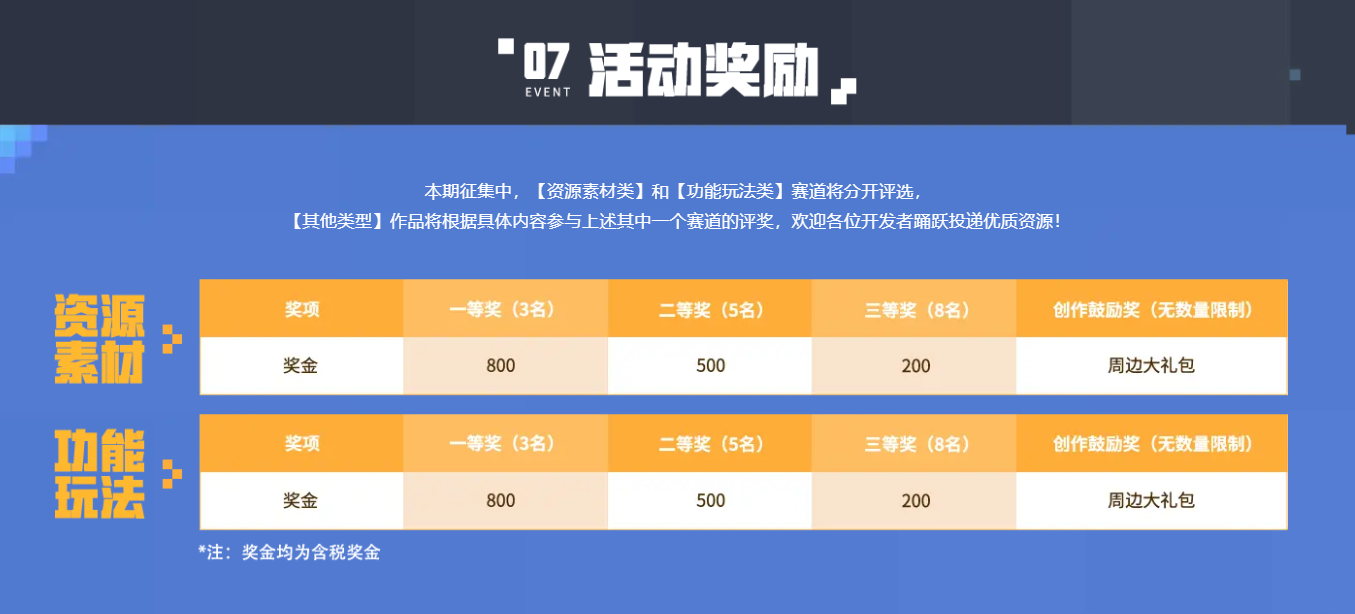 07 活动奖励
EVENT
本期征集中，【资源素材类】和【功能玩法类】赛道将分开评选，
【其他类型】作品将根据具体内容参与上述其中一个赛道的评奖，欢迎各位开发者踊跃投递优质资源！
资源
素材
奖项 一等奖（3名） 二等奖（5名） 三等奖（8名） 创作鼓励奖（无数量限制）
奖金 800 500 200 周边大礼包
功能
玩法
奖项 一等奖（3名） 二等奖（5名） 三等奖（8名） 创作鼓励奖（无数量限制）
奖金 800 500 200 周边大礼包
*注：奖金均为含税奖金